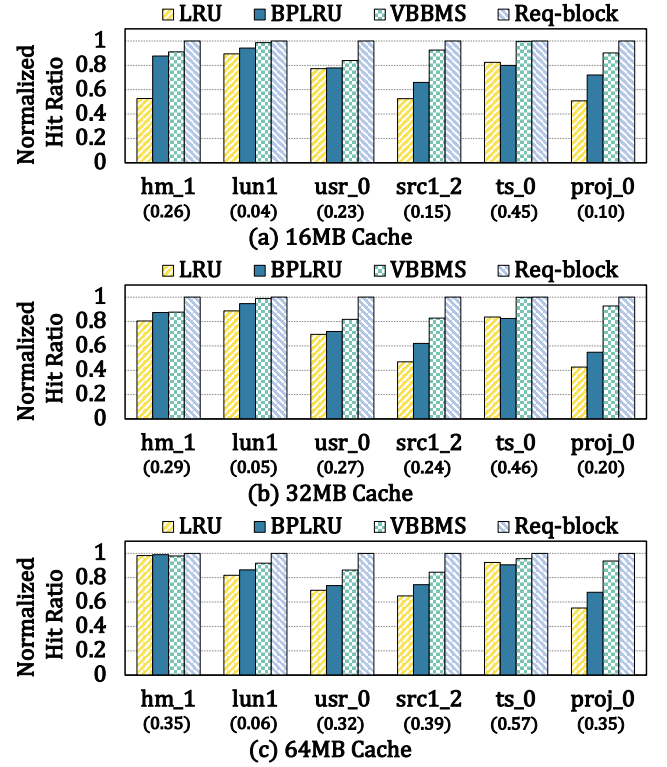 LRU BPLRU VBBMS Req-block
Normalized
Hit Ratio
1
0.8
0.6
0.4
0.2
0
hm_1 lun1 usr_0 src1_2 ts_0 proj_0
(0.26) (0.04) (0.23) (0.15) (0.45) (0.10)
(a) 16MB Cache
LRU BPLRU VBBMS Req-block
Normalized
Hit Ratio
1
0.8
0.6
0.4
0.2
0
hm_1 lun1 usr_0 src1_2 ts_0 proj_0
(0.29) (0.05) (0.27) (0.24) (0.46) (0.20)
(b) 32MB Cache
LRU BPLRU VBBMS Req-block
Normalized
Hit Ratio
1
0.8
0.6
0.4
0.2
0
hm_1 lun1 usr_0 src1_2 ts_0 proj_0
(0.35) (0.06) (0.32) (0.39) (0.57) (0.35)
(c) 64MB Cache